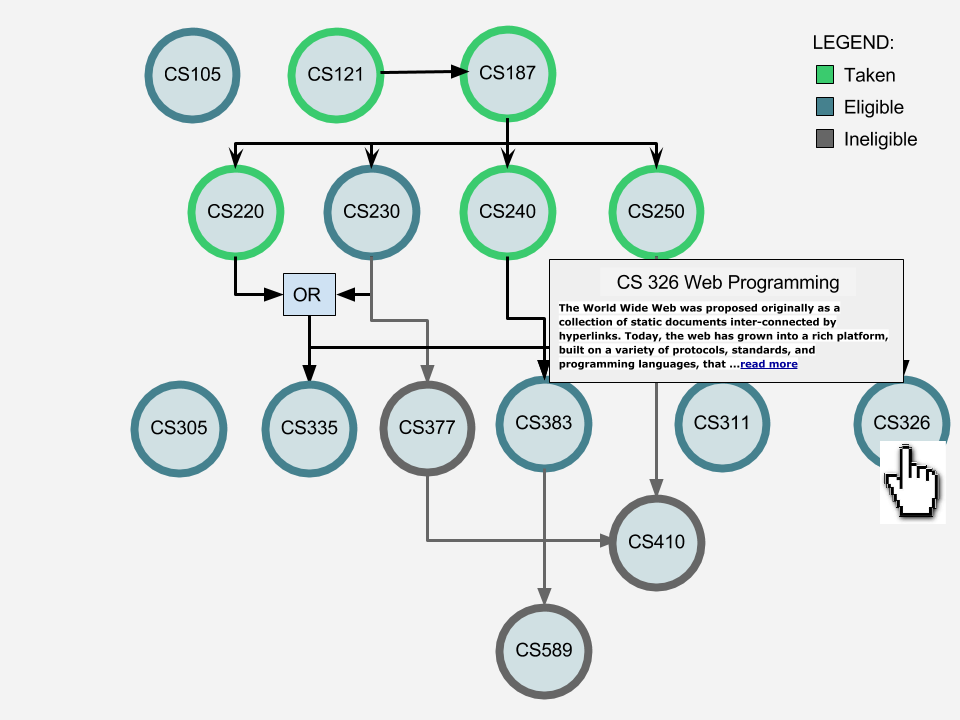 LEGEND:
Taken
Eligible
Ineligible
CS105
CS121
CS187
CS220
CS230
CS240
CS250
OR
CS 326 Web Programming
The World Wide Web was proposed originally as a
collection of static documents inter-connected by
hyperlinks. Today, the web has grown into a rich platform,
built on a variety of protocols, standards, and
programming languages, that ...read more
CS305
CS335
CS377
CS383
CS311
CS326
CS410
CS589